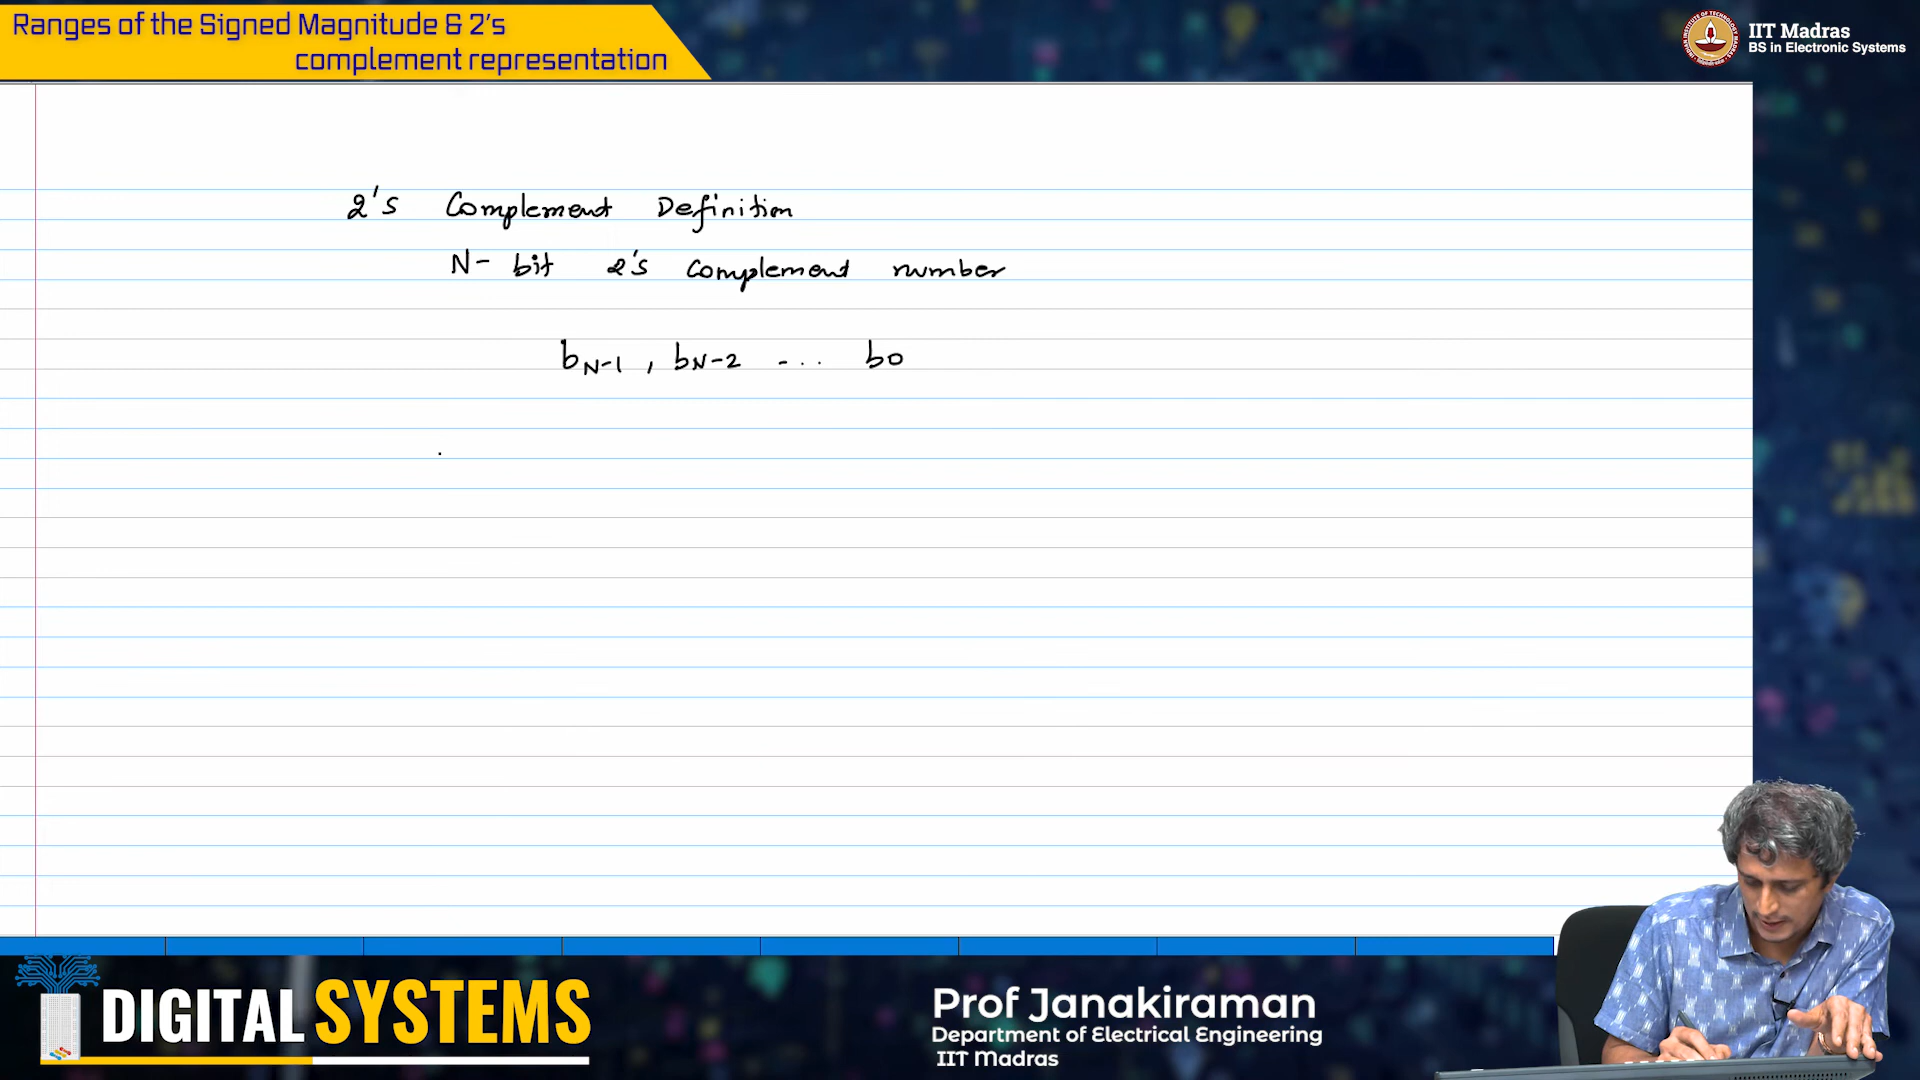 Ranges of the Signed Magnitude & 2's
complement representation
IIT Madras
BS in Electronic Systems
2's Complement Definition
N- bit 2's complement number
bN-1 , bN-2 - ... b0
DIGITAL SYSTEMS
Prof Janakiraman
Department of Electrical Engineering
IIT Madras